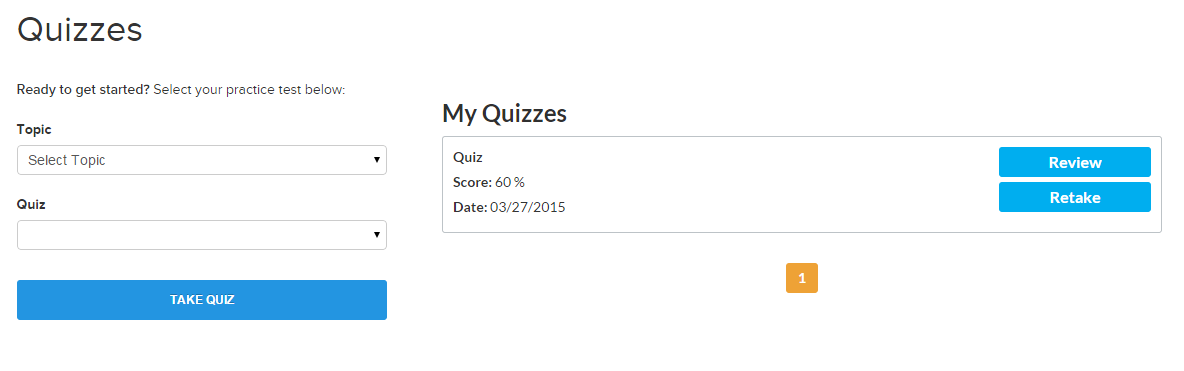 Quizzes
Ready to get started? Select your practice test below:
Topic
Select Topic
Quiz
TAKE QUIZ
My Quizzes
Quiz
Score: 60 %
Date: 03/27/2015
Review
Retake
1